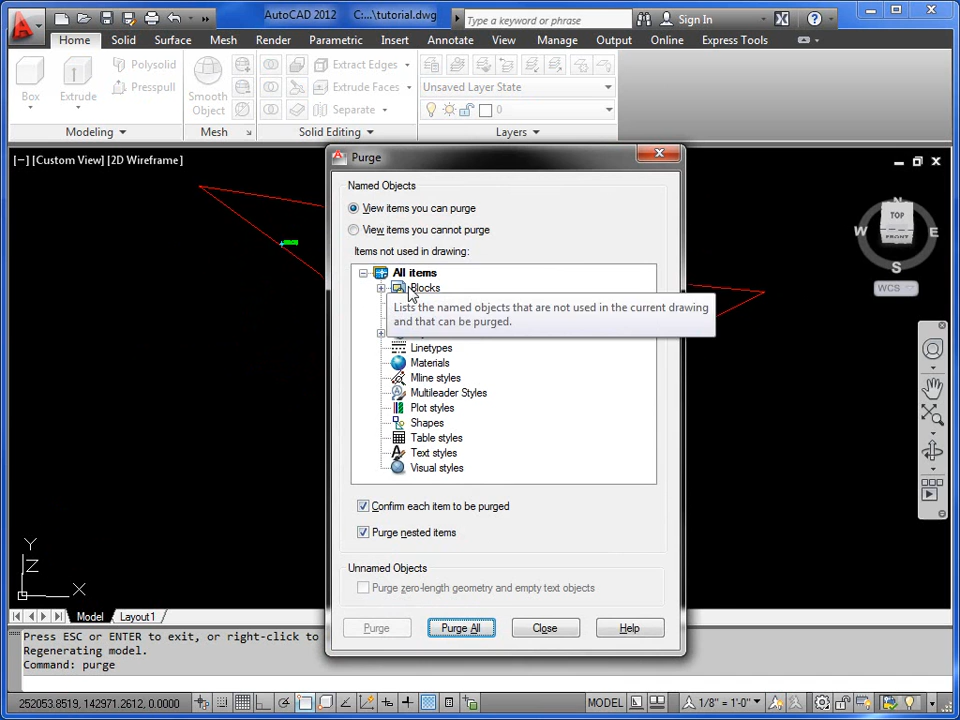 AutoCAD 2012 C:...\tutorial.dwg
Type a keyword or phrase
Sign In
Home Solid Surface Mesh Render Parametric Insert Annotate View Manage Output Online Express Tools
Polysolid
Presspull
Box
Extrude
Smooth
Object
Extract Edges
Extrude Faces
Separate
Unsaved Layer State
0
Modeling
Mesh
Solid Editing
Layers
[−] [Custom View] [2D Wireframe]
Purge
Named Objects
View items you can purge
View items you cannot purge
Items not used in drawing:
All items
Blocks
Lists the named objects that are not used in the current drawing
and that can be purged.
Linetypes
Materials
Mline styles
Multileader Styles
Plot styles
Shapes
Table styles
Text styles
Visual styles
Confirm each item to be purged
Purge nested items
Unnamed Objects
Purge zero-length geometry and empty text objects
Purge
Purge All
Close
Help
N
W
TOP
FRONT
E
S
WCS
Y
Z
X
Model
Layout1
Press ESC or ENTER to exit, or right-click to
Regenerating model.
Command: purge
252053.8519, 142971.2612, 0.0000
MODEL
1/8" = 1'-0"